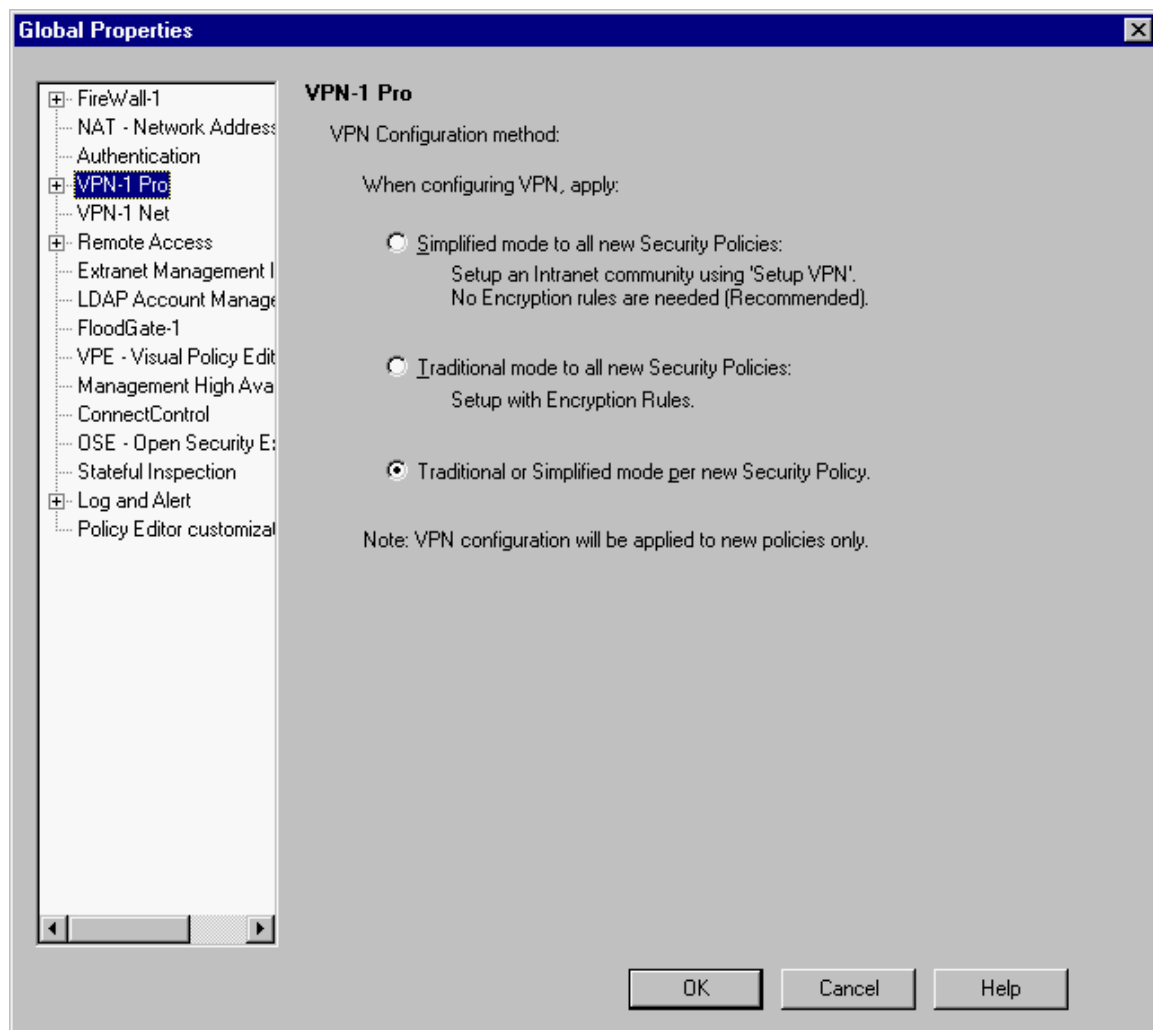 Global Properties
FireWall-1
NAT - Network Address
Authentication
VPN-1 Pro
VPN-1 Net
Remote Access
Extranet Management I
LDAP Account Manage
FloodGate-1
VPE - Visual Policy Edit
Management High Ava
ConnectControl
OSE - Open Security Ex
Stateful Inspection
Log and Alert
Policy Editor customizat
VPN-1 Pro
VPN Configuration method:
When configuring VPN, apply:
Simplified mode to all new Security Policies:
Setup an Intranet community using 'Setup VPN'.
No Encryption rules are needed (Recommended).
Traditional mode to all new Security Policies:
Setup with Encryption Rules.
Traditional or Simplified mode per new Security Policy.
Note: VPN configuration will be applied to new policies only.
OK
Cancel
Help